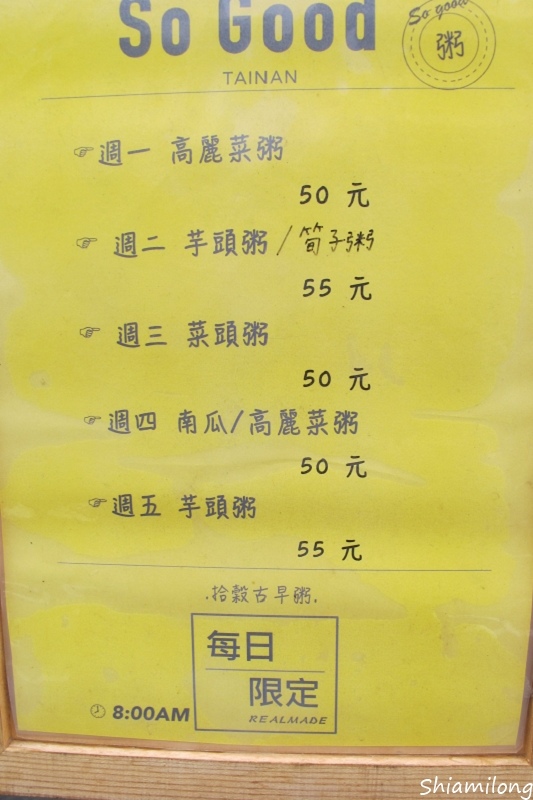 So Good
So good
粥
TAINAN
☞週一 高麗菜粥
50 元
☞ 週二 芋頭粥/筍子粥
55 元
☞ 週三 菜頭粥
50 元
☞週四 南瓜/高麗菜粥
50 元
☞週五 芋頭粥
55 元
.拾穀古早粥.
每日
限定
REALMADE
8:00AM
Shiamilong